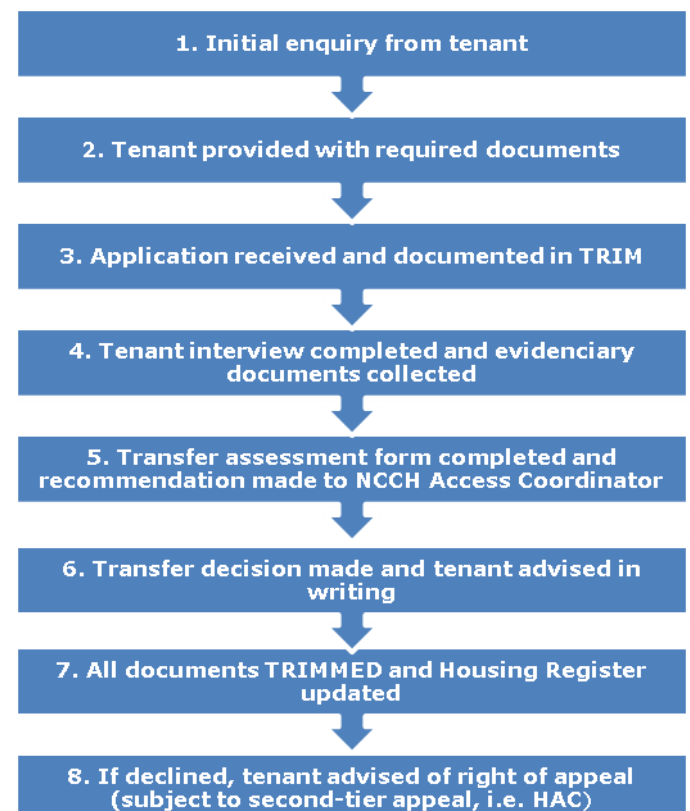 1. Initial enquiry from tenant
2. Tenant provided with required documents
3. Application received and documented in TRIM
4. Tenant interview completed and evidenciary
documents collected
5. Transfer assessment form completed and
recommendation made to NCCH Access Coordinator
6. Transfer decision made and tenant advised in
writing
7. All documents TRIMMED and Housing Register
updated
8. If declined, tenant advised of right of appeal
(subject to second-tier appeal, i.e. HAC)